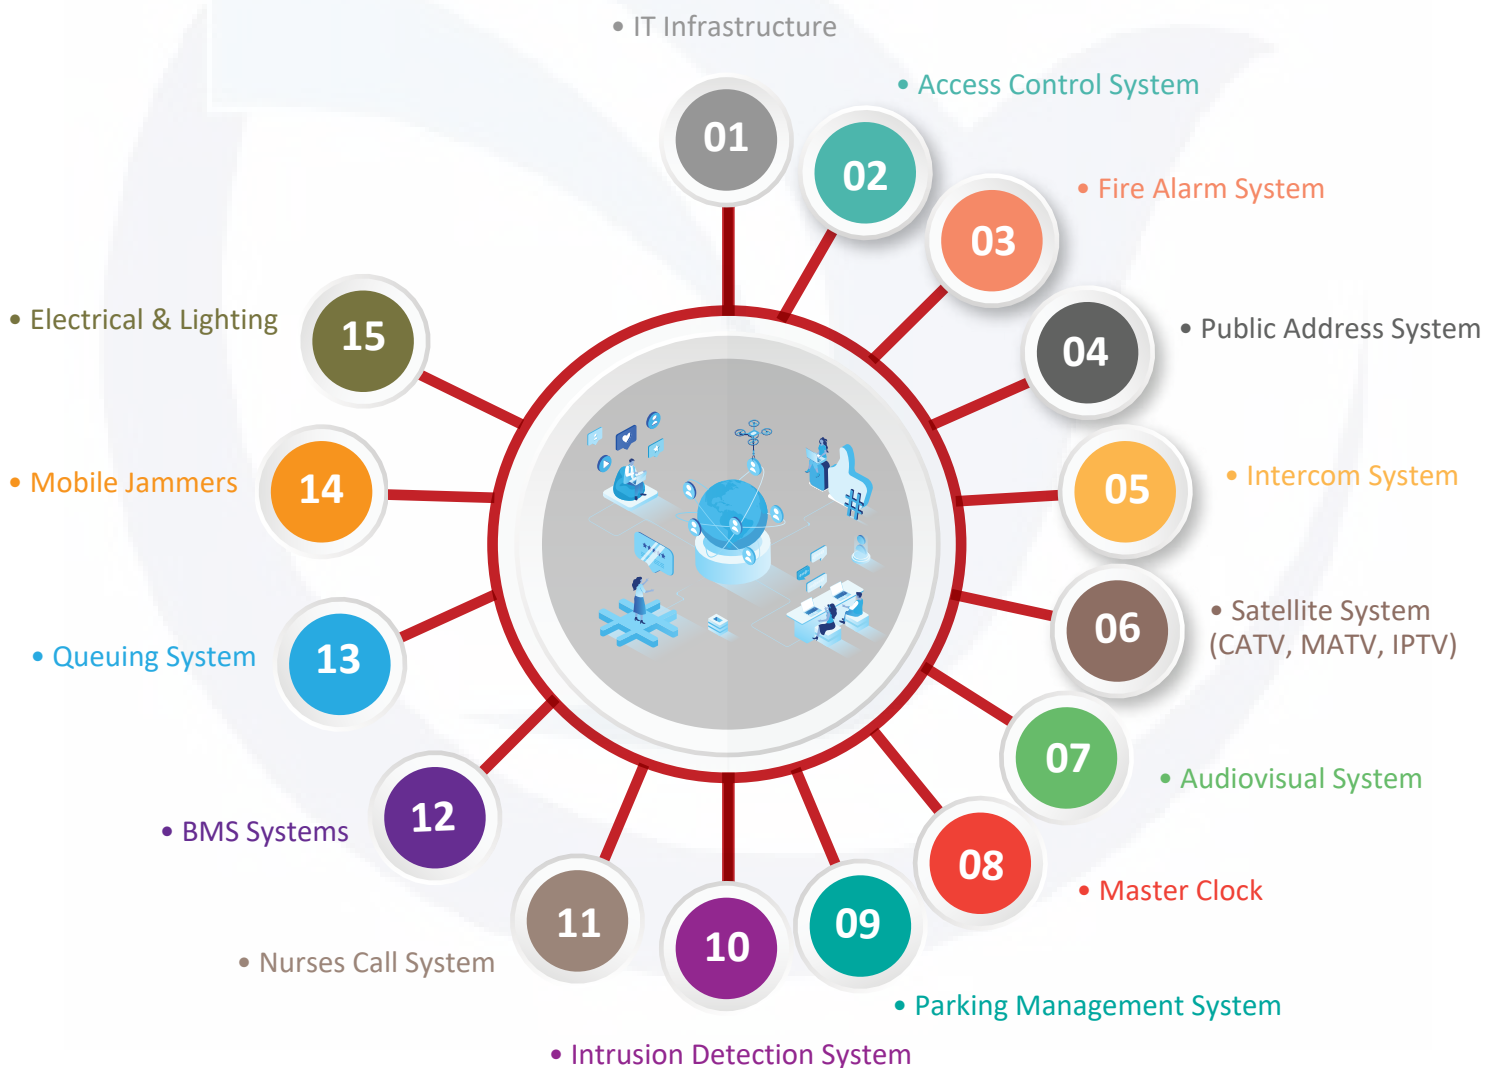 • IT Infrastructure
01
• Access Control System
02
• Fire Alarm System
03
• Public Address System
04
• Intercom System
05
• Satellite System
(CATV, MATV, IPTV)
06
• Audiovisual System
07
• Master Clock
08
• Parking Management System
09
• Intrusion Detection System
10
• Nurses Call System
11
• BMS Systems
12
• Queuing System
13
• Mobile Jammers
14
• Electrical & Lighting
15